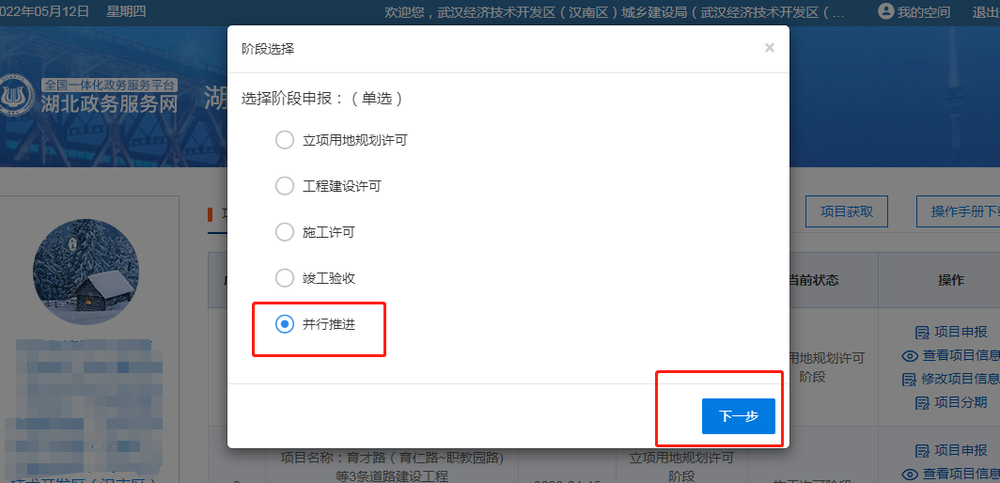 022年05月12日 星期四 欢迎您，武汉经济技术开发区（汉南区）城乡建设局（武汉经济技术开发区（... 我的空间 退出
全国一体化政务服务平台
湖北政务服务网
湖
阶段选择 ×
选择阶段申报：（单选）
立项用地规划许可
工程建设许可
施工许可
竣工验收
并行推进
下一步
项目获取 操作手册下载
当前状态 操作
用地规划许可
阶段
项目申报
查看项目信息
修改项目信息
项目分期
项目名称：育才路（育仁路~职教园路)
等3条道路建设工程
立项用地规划许可
阶段
项目申报
查看项目信息